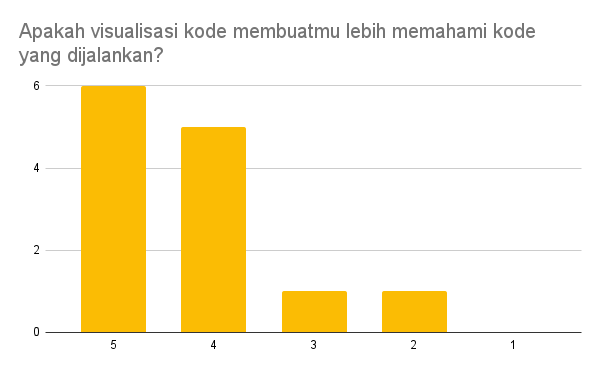 Apakah visualisasi kode membuatmu lebih memahami kode
yang dijalankan?
6
4
2
0
5 4 3 2 1